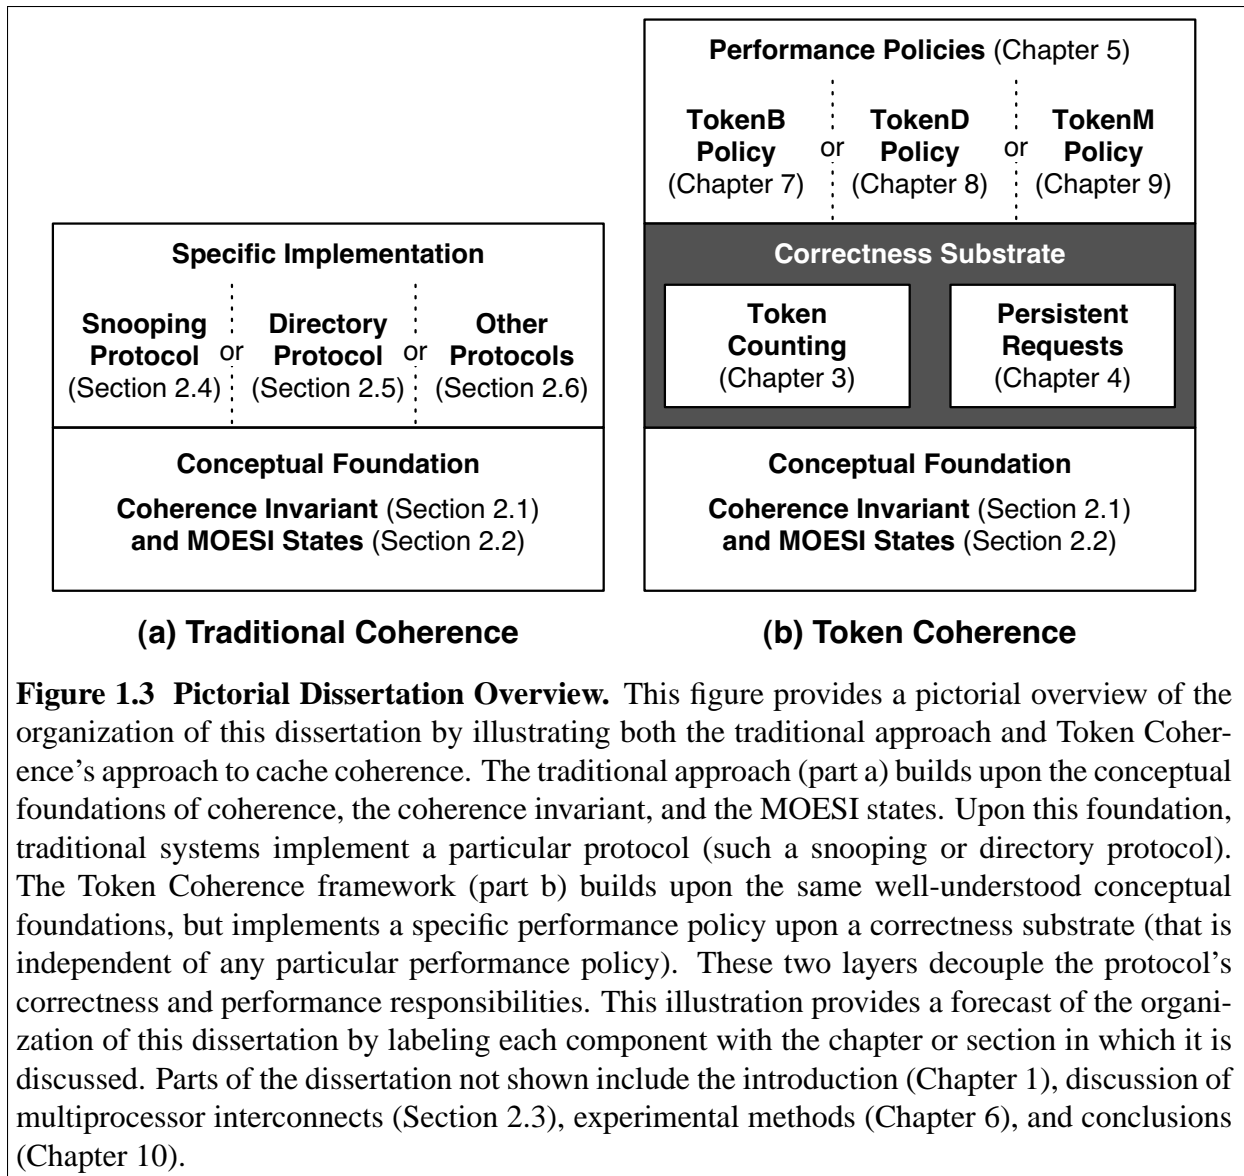 Specific Implementation
Snooping Protocol (Section 2.4)
or
Directory Protocol (Section 2.5)
or
Other Protocols (Section 2.6)
Conceptual Foundation
Coherence Invariant (Section 2.1)
and MOESI States (Section 2.2)
(a) Traditional Coherence
Performance Policies (Chapter 5)
TokenB Policy (Chapter 7)
or
TokenD Policy (Chapter 8)
or
TokenM Policy (Chapter 9)
Correctness Substrate
Token Counting (Chapter 3)
Persistent Requests (Chapter 4)
Conceptual Foundation
Coherence Invariant (Section 2.1)
and MOESI States (Section 2.2)
(b) Token Coherence
Figure 1.3 Pictorial Dissertation Overview. This figure provides a pictorial overview of the
organization of this dissertation by illustrating both the traditional approach and Token Coher-
ence's approach to cache coherence. The traditional approach (part a) builds upon the conceptual
foundations of coherence, the coherence invariant, and the MOESI states. Upon this foundation,
traditional systems implement a particular protocol (such a snooping or directory protocol).
The Token Coherence framework (part b) builds upon the same well-understood conceptual
foundations, but implements a specific performance policy upon a correctness substrate (that is
independent of any particular performance policy). These two layers decouple the protocol's
correctness and performance responsibilities. This illustration provides a forecast of the organi-
zation of this dissertation by labeling each component with the chapter or section in which it is
discussed. Parts of the dissertation not shown include the introduction (Chapter 1), discussion of
multiprocessor interconnects (Section 2.3), experimental methods (Chapter 6), and conclusions
(Chapter 10).